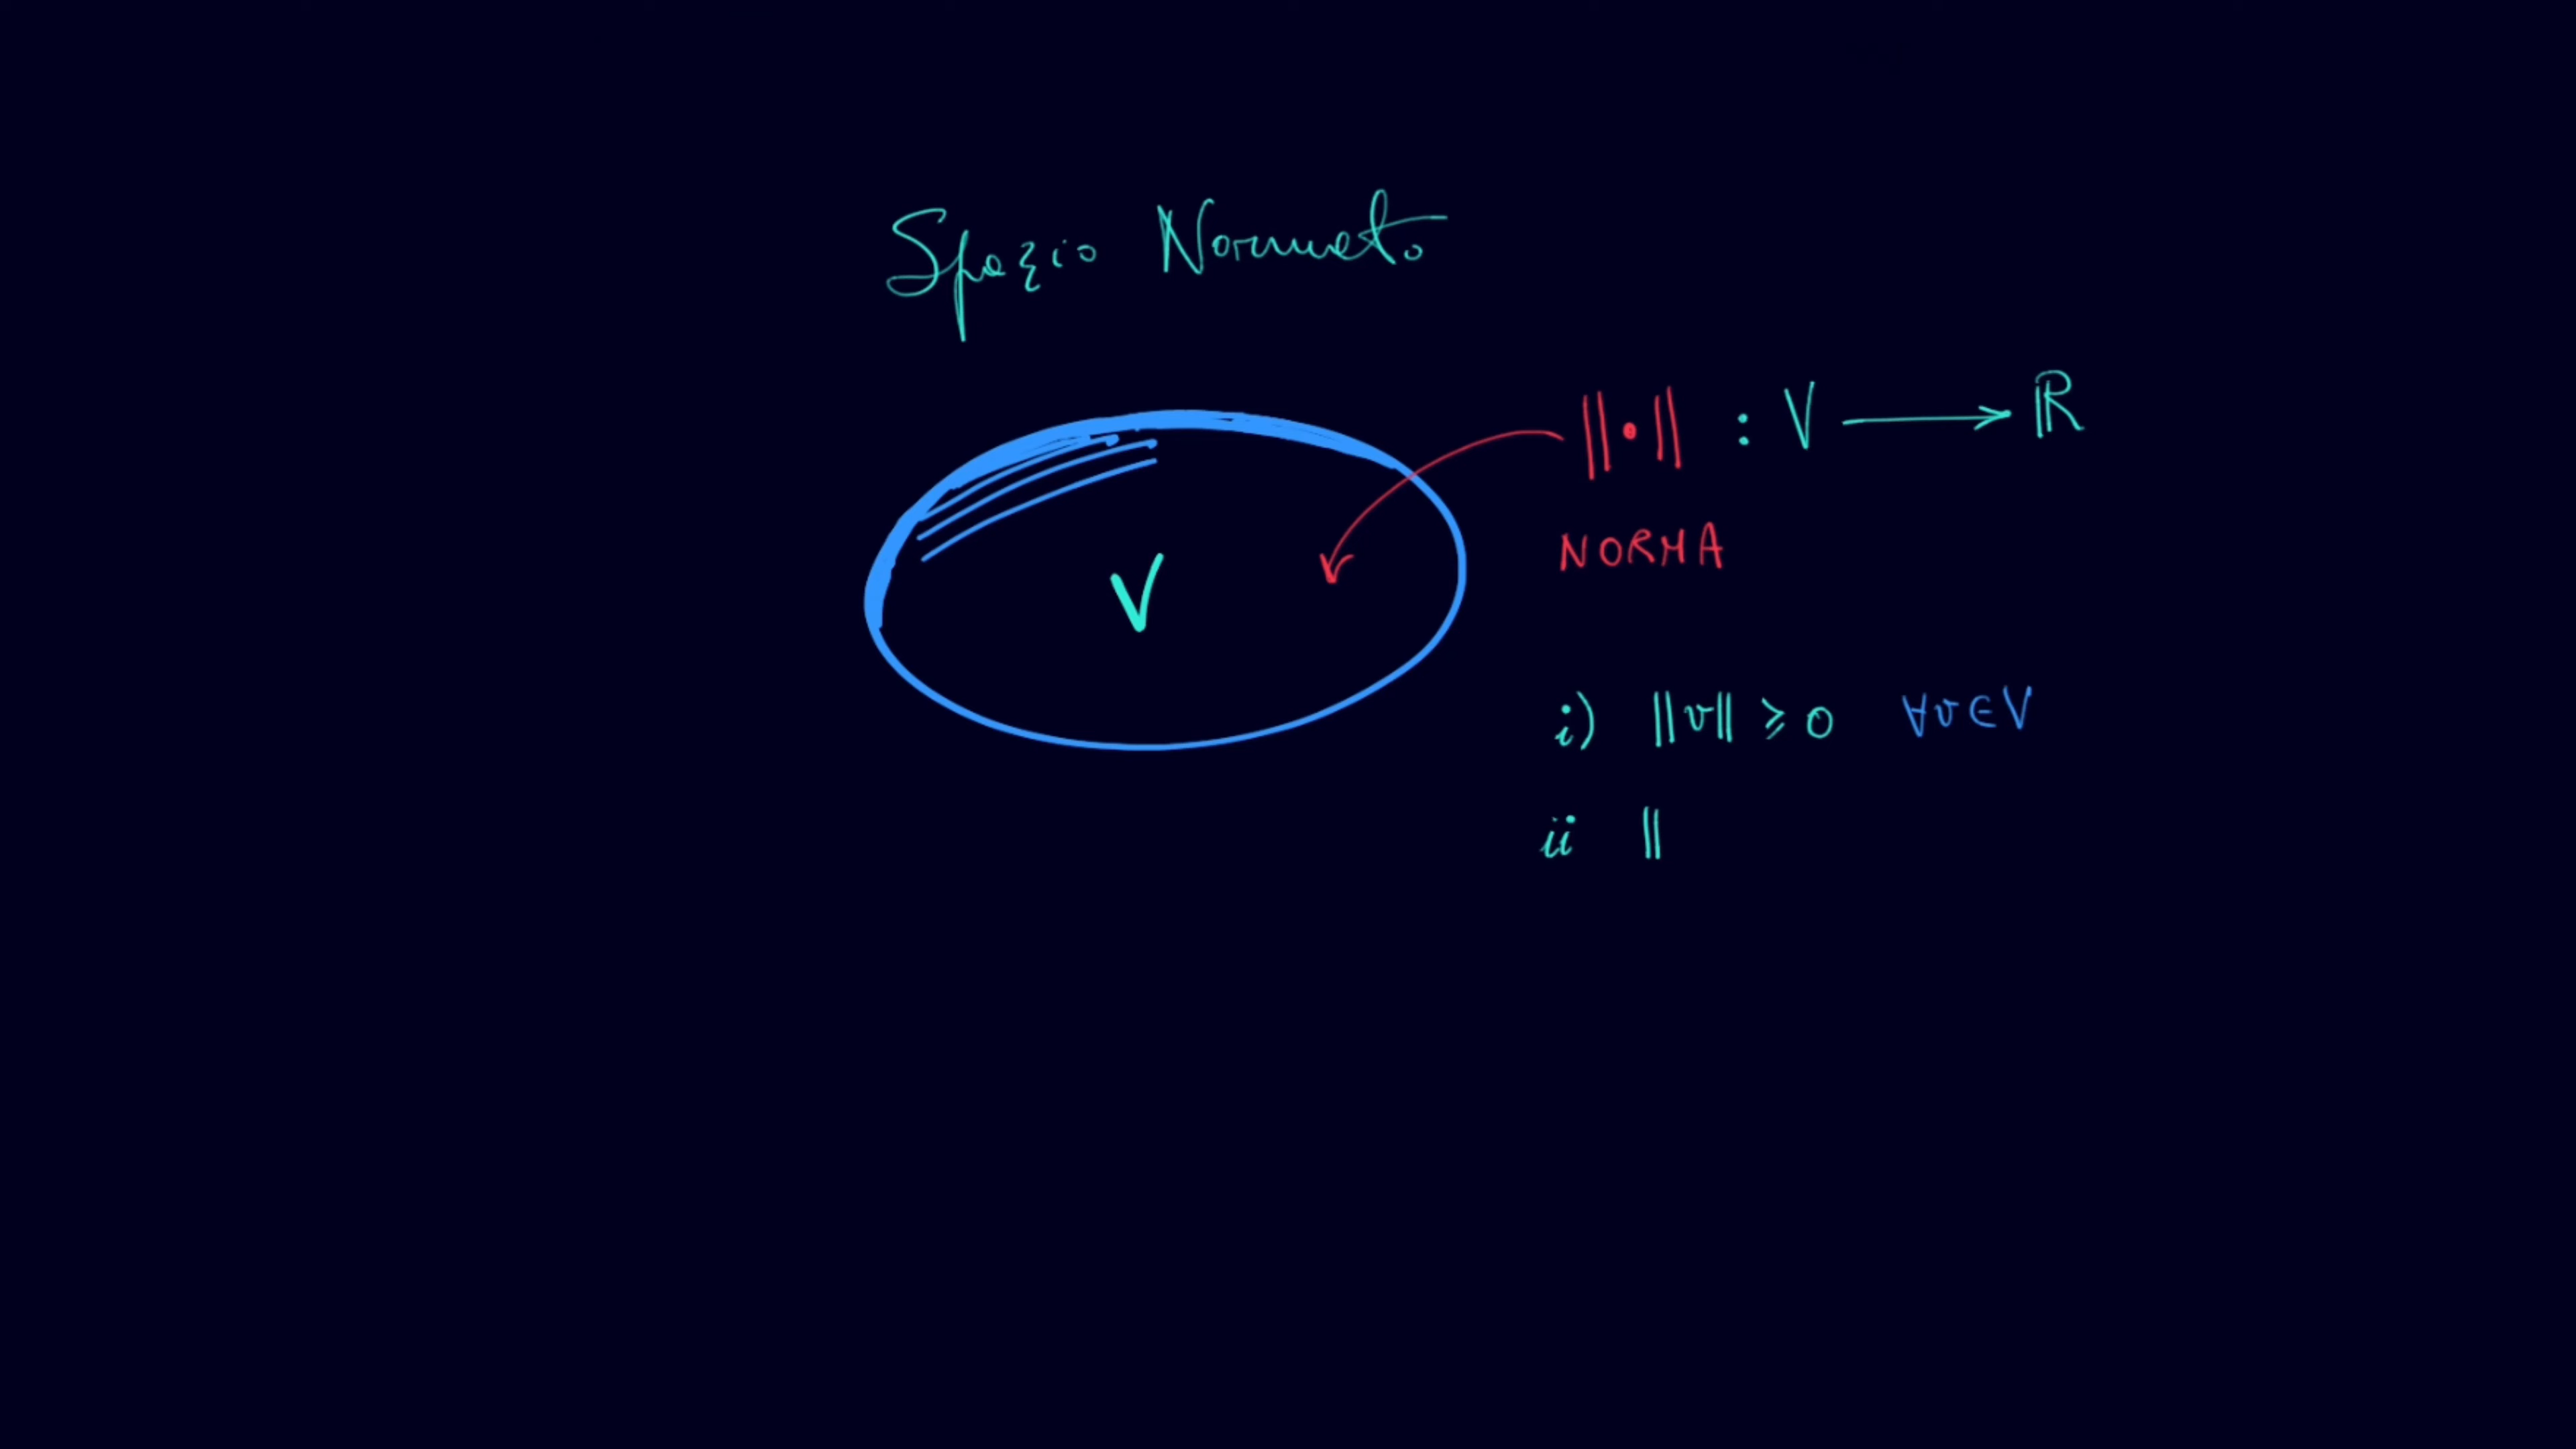 Spazio Normato
||•|| : V ⟶ ℝ
NORMA
V
i) ||v|| ⩾ 0 ∀v∈V
ii ||